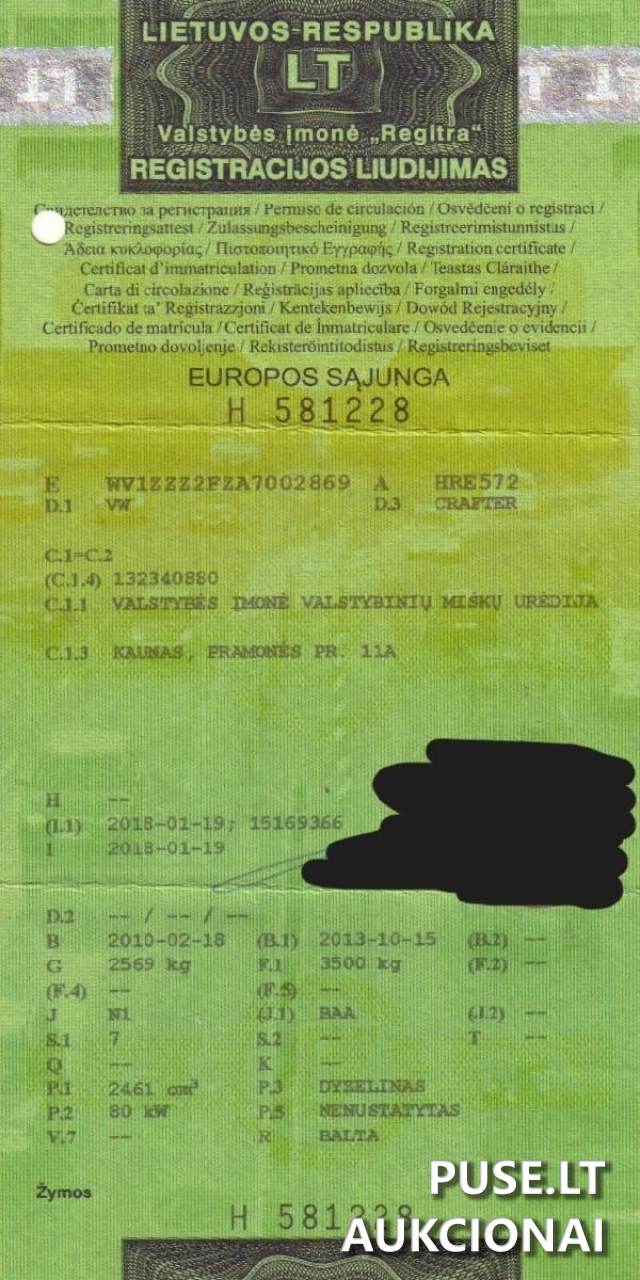 LIETUVOS RESPUBLIKA
LT
LT
LT
Valstybės įmonė „Regitra“
REGISTRACIJOS LIUDIJIMAS
Свидетелство за регистрация / Permiso de circulación / Osvědčení o registraci /
Registreringsattest / Zulassungsbescheinigung / Registreerimistunnistus /
Άδεια κυκλοφορίας / Πιστοποιητικό Εγγραφής / Registration certificate /
Certificat d'immatriculation / Prometna dozvola / Teastas Cláraithe /
Carta di circolazione / Reģistrācijas apliecība / Forgalmi engedély /
Ċertifikat ta' Reġistrazzjoni / Kentekenbewijs / Dowód Rejestracyjny /
Certificado de matrícula / Certificat de Înmatriculare / Osvedčenie o evidencii /
Prometno dovoljenje / Rekisteröintitodistus / Registreringsbeviset
EUROPOS SĄJUNGA
H 581228
E WV1ZZZ2FZA7002869 A HRE572
D.1 VW D.3 CRAFTER
C.1=C.2
(C.1.4) 132340880
C.1.1 VALSTYBĖS ĮMONĖ VALSTYBINIŲ MIŠKŲ URĖDIJA
C.1.3 KAUNAS, PRAMONĖS PR. 11A
H --
(I.1) 2018-01-19; 15169366
I 2018-01-19
D.2 -- / -- / --
B 2010-02-18 (B.1) 2013-10-15 (B.2) --
G 2569 kg F.1 3500 kg (F.2) --
(F.4) -- (F.5) --
J N1 (J.1) BAA (J.2) --
S.1 7 S.2 -- T --
Q -- K --
P.1 2461 cm³ P.3 DYZELINAS
P.2 80 kW P.5 NENUSTATYTAS
V.7 -- R BALTA
Žymos
H 581228
PUSE.LT
AUKCIONAI